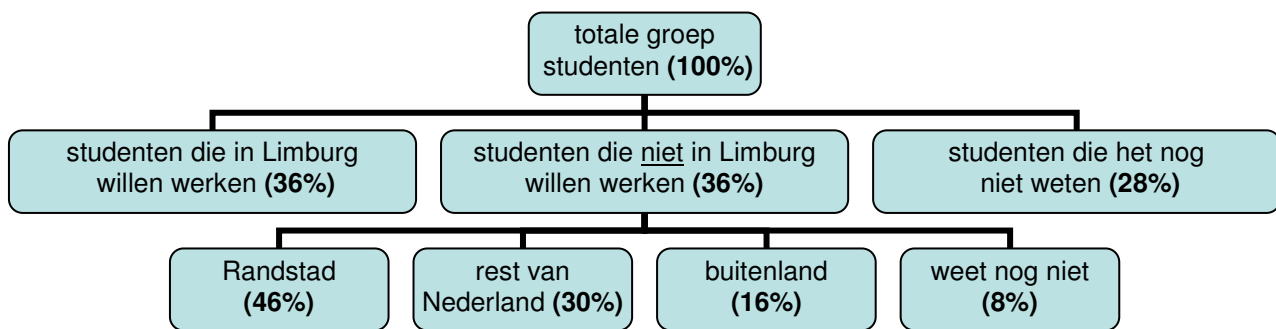 totale groep
studenten (100%)
studenten die in Limburg
willen werken (36%)
studenten die niet in Limburg
willen werken (36%)
studenten die het nog
niet weten (28%)
Randstad
(46%)
rest van
Nederland (30%)
buitenland
(16%)
weet nog niet
(8%)